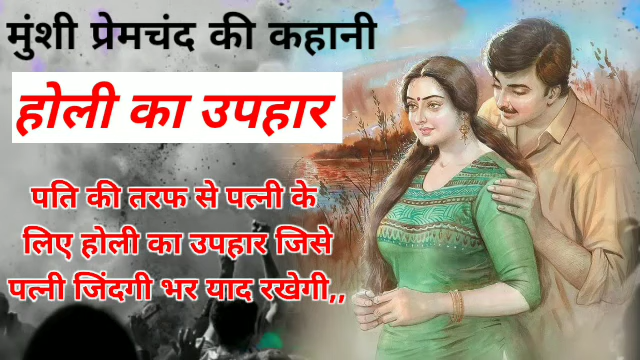 मुंशी प्रेमचंद की कहानी
होली का उपहार
पति की तरफ से पत्नी के
लिए होली का उपहार जिसे
पत्नी जिंदगी भर याद रखेगी,,